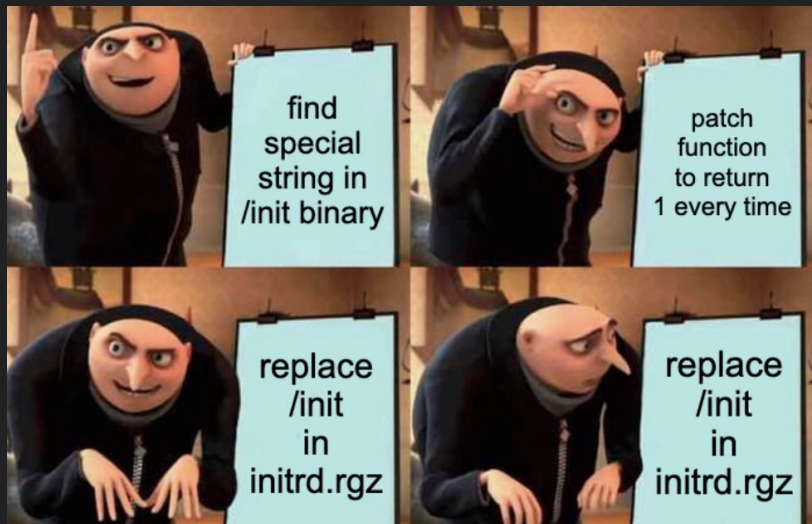 find
special
string in
/init binary
patch
function
to return
1 every time
replace
/init
in
initrd.rgz
replace
/init
in
initrd.rgz